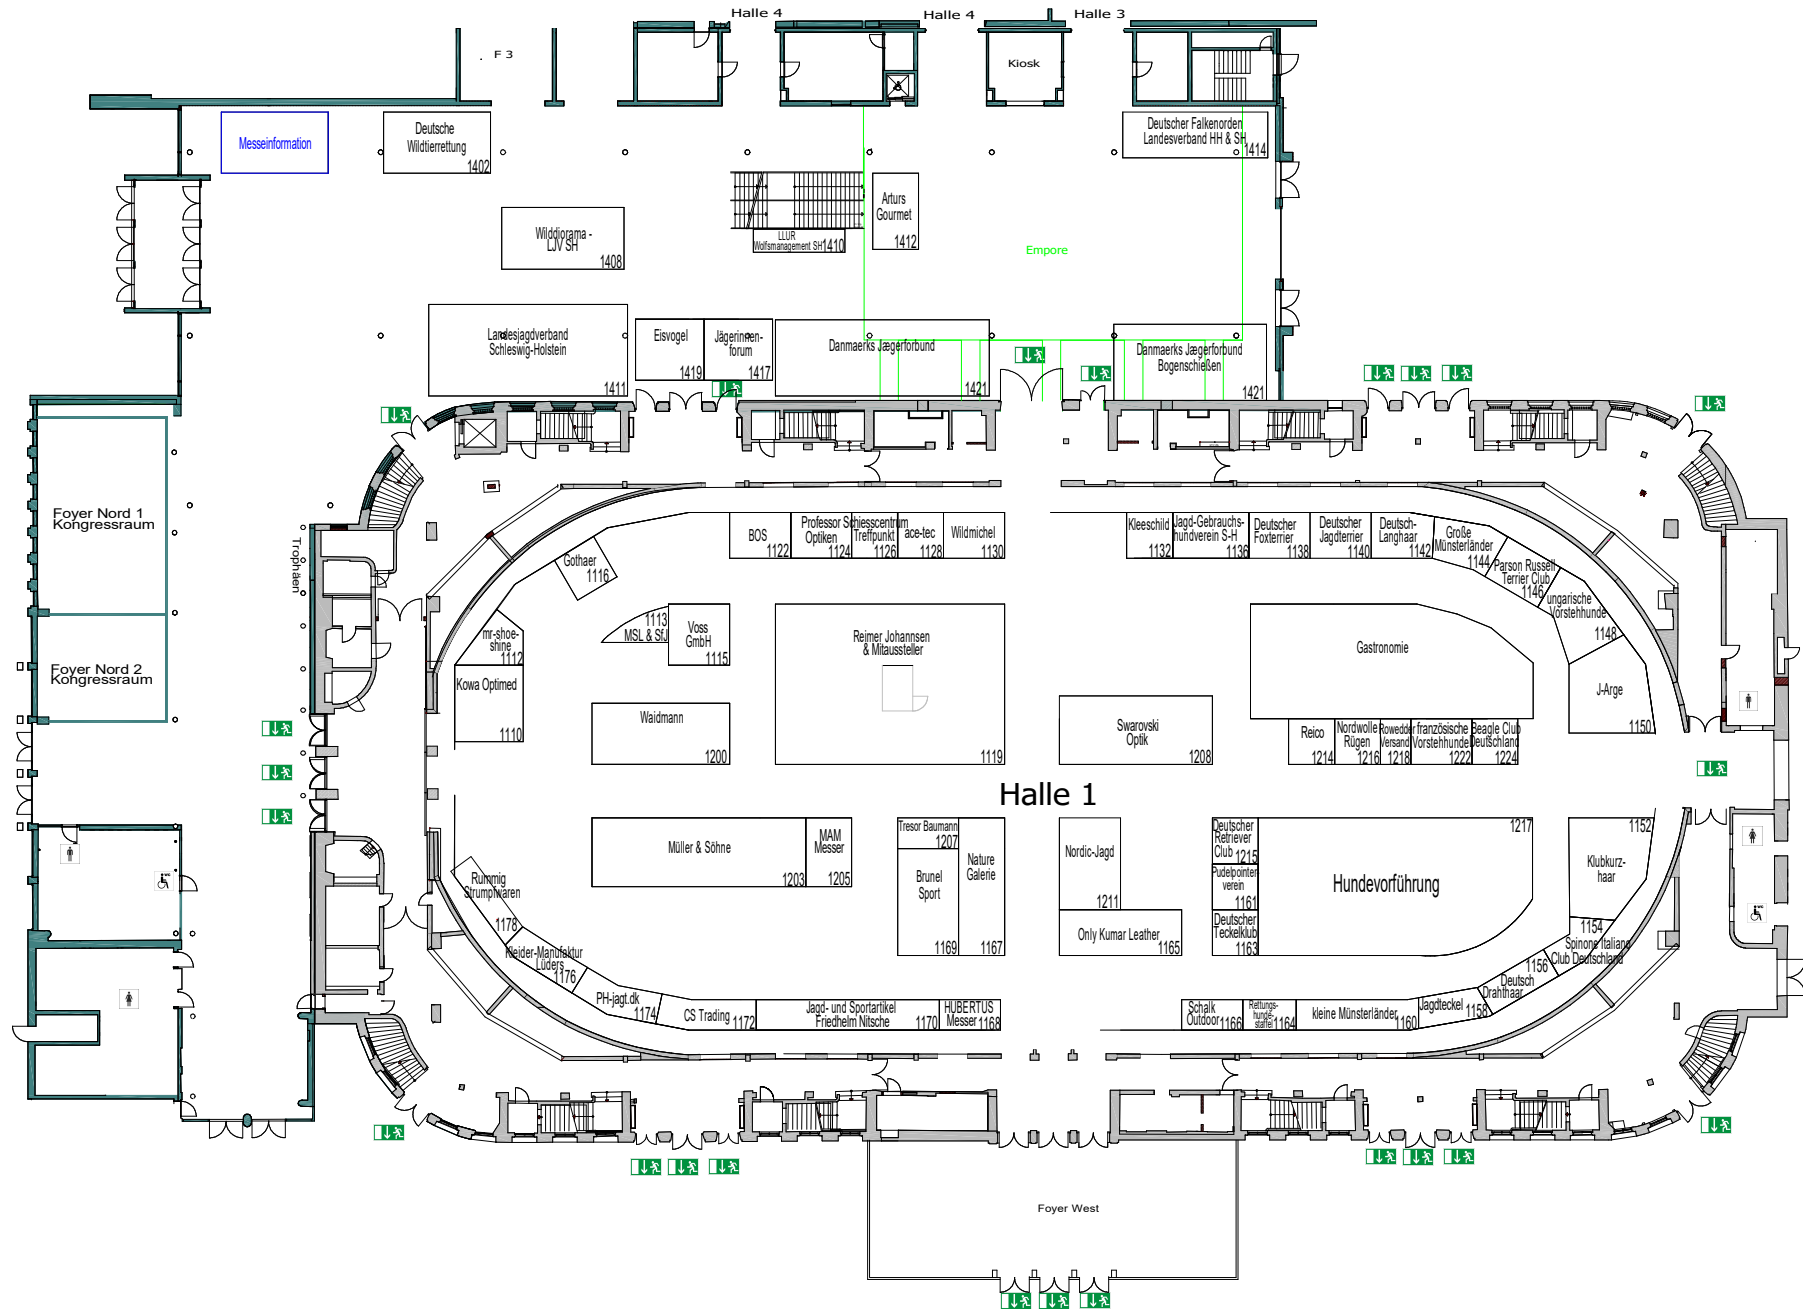 Halle 4
Halle 4
Halle 3
F 3
Kiosk
Messeinformation
Deutsche
Wildtierrettung
1402
Deutscher Falkenorden
Landesverband HH & SH
1414
Arturs
Gourmet
1412
Wilddiorama -
LJV SH
1408
LLUR
Wolfsmanagement SH 1410
Empore
Landesjagdverband
Schleswig-Holstein
1411
Eisvogel
1419
Jägerinnen-
forum
1417
Danmaerks Jægerforbund
1421
Danmaerks Jægerforbund
Bogenschießen
1421
Foyer Nord 1
Kongressraum
Foyer Nord 2
Kongressraum
Trophäen
BOS
1122
Professor
Optiken
1124
Schiesscentrum
Treffpunkt
1126
ace-tec
1128
Wildmichel
1130
Kleeschild
1132
Jagd-Gebrauchs-
hundverein S-H
1136
Deutscher
Foxterrier
1138
Deutscher
Jagdterrier
1140
Deutsch-
Langhaar
1142
Große
Münsterländer
1144
Parson Russell
Terrier Club
1146
ungarische
Vorstehhunde
1148
Gothaer
1116
1113
MSL & SfJ
Voss
GmbH
1115
mr-shoe-
shine
1112
Kowa Optimed
1110
Waidmann
1200
Reimer Johannsen
& Mitaussteller
1119
Gastronomie
J-Arge
1150
Swarovski
Optik
1208
Reico
1214
Nordwolle
Rügen
1216
Rowedder
Versand
1218
französische
Vorstehhunde
1222
Beagle Club
Deutschland
1224
Halle 1
Müller & Söhne
1203
MAM
Messer
1205
Tresor Baumann
1207
Brunel
Sport
1169
Nature
Galerie
1167
Nordic-Jagd
1211
Only Kumar Leather
1165
Deutscher
Retriever
Club 1215
Pudelpointer-
verein
1161
Deutscher
Teckelklub
1163
1217
Hundevorführung
1152
Klubkurz-
haar
1154
Spinone Italiano
Club Deutschland
1156
Deutsch
Drahthaar
Jagdteckel
1158
kleine Münsterländer
1160
Rettungs-
hunde-
staffel 1164
Schalk
Outdoor 1166
Rummig
Strumpfwaren
1178
Kleider-Manufaktur
Lüders
1176
PH-jagt.dk
1174
CS Trading
1172
Jagd- und Sportartikel
Friedhelm Nitsche
1170
HUBERTUS
Messer 1168
Foyer West